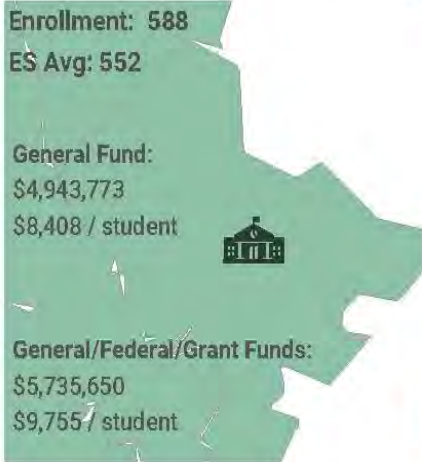 Enrollment: 588
ES Avg: 552
General Fund:
$4,943,773
$8,408 / student
General/Federal/Grant Funds:
$5,735,650
$9,755 / student